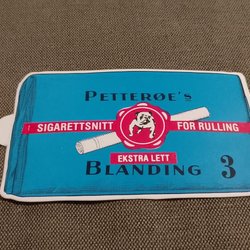 PETTERØE'S
SIGARETTSNITT FOR RULLING
EKSTRA LETT
BLANDING 3